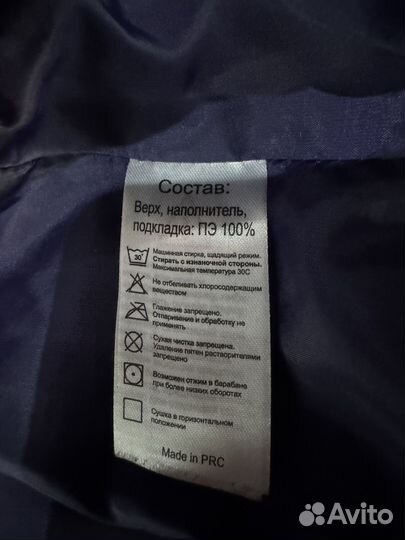 Состав:
Верх, наполнитель,
подкладка: ПЭ 100%
30
Машинная стирка, щадящий режим.
Стирать с изнаночной стороны.
Максимальная температура 30С
Не отбеливать хлоросодержащим
веществом
Глажение запрещено.
Отпаривание и обработку не
применять
Сухая чистка запрещена.
Удаление пятен растворителями
запрещено
Возможен отжим в барабане
при более низких оборотах
Сушка в горизонтальном
положении
Made in PRC
Avito